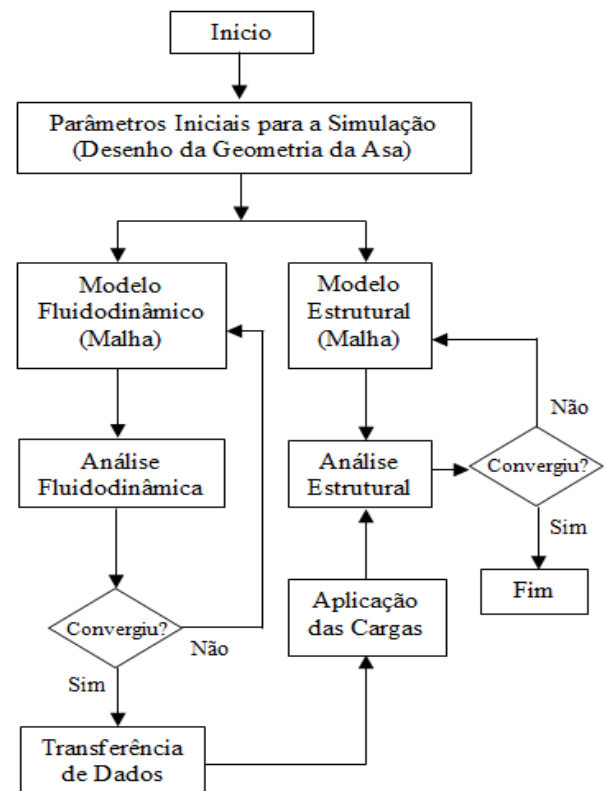 Início
Parâmetros Iniciais para a Simulação
(Desenho da Geometria da Asa)
Modelo
Fluidodinâmico
(Malha)
Modelo
Estrutural
(Malha)
Não
Análise
Fluidodinâmica
Análise
Estrutural
Convergiu?
Sim
Fim
Aplicação
das Cargas
Convergiu?
Não
Sim
Transferência
de Dados